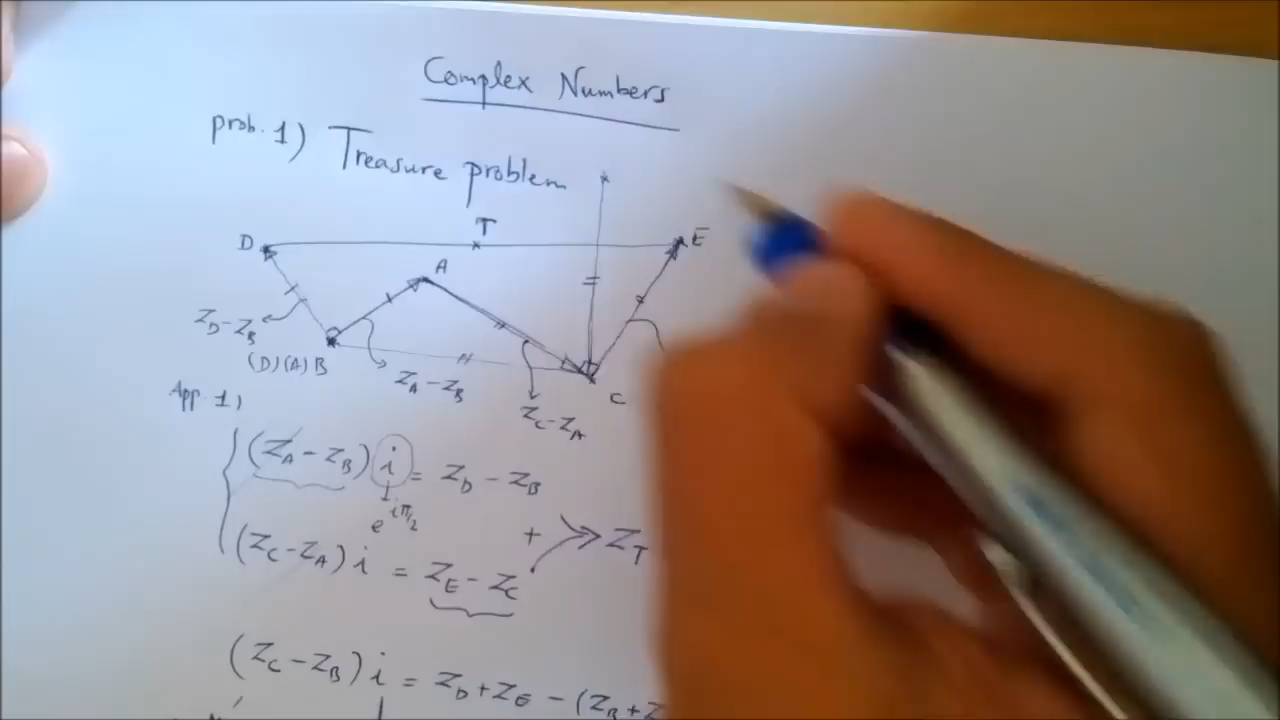 Complex Numbers
prob. 1) Treasure problem
D T E
A
Z_D - Z_B
(D)(A) B
Z_A - Z_B
C
Z_C - Z_A
App. 1)
(Z_A - Z_B) i = Z_D - Z_B
e^{iπ/2}
+ Z_T
(Z_C - Z_A) i = Z_E - Z_C
(Z_C - Z_B) i = Z_D + Z_E - (Z_B + Z